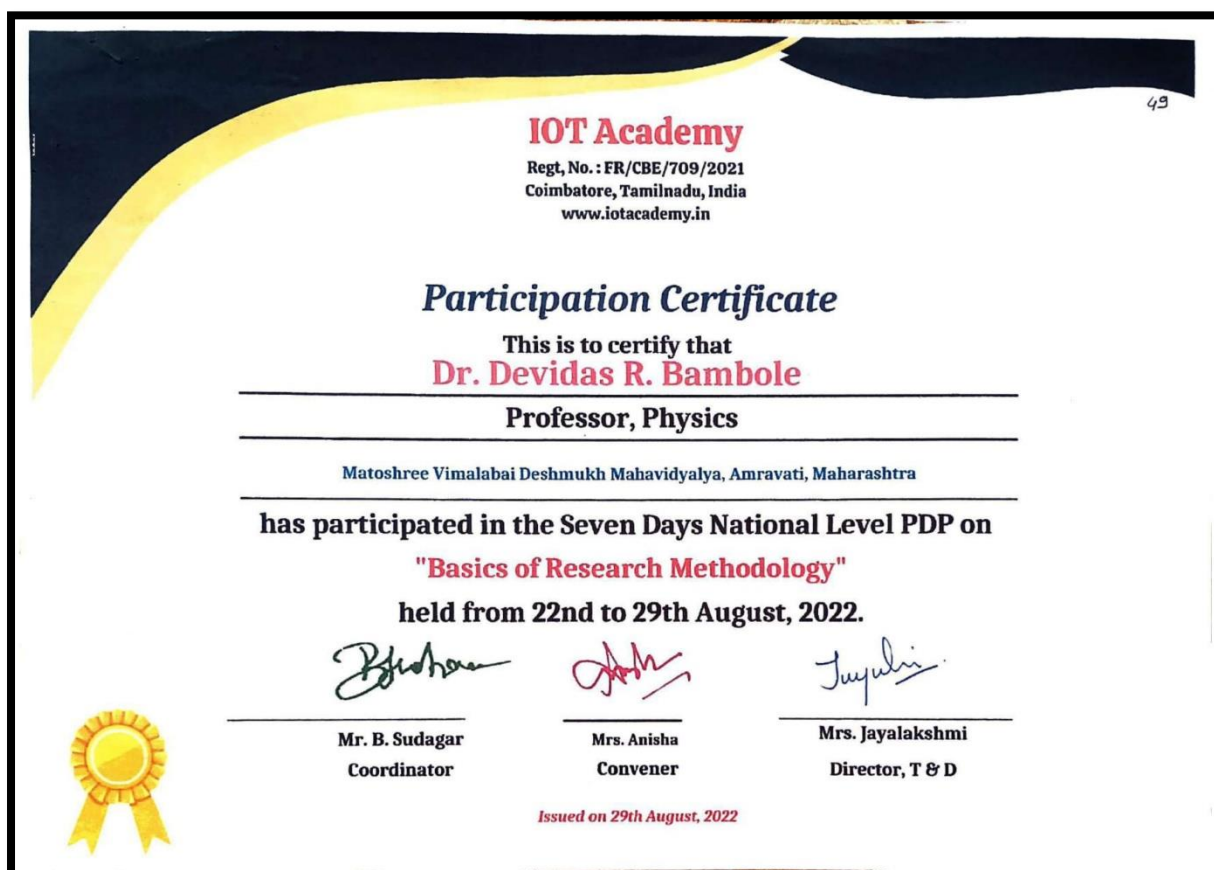 49
IOT Academy
Regt, No. : FR/CBE/709/2021
Coimbatore, Tamilnadu, India
www.iotacademy.in
Participation Certificate
This is to certify that
Dr. Devidas R. Bambole
Professor, Physics
Matoshree Vimalabai Deshmukh Mahavidyalya, Amravati, Maharashtra
has participated in the Seven Days National Level PDP on
"Basics of Research Methodology"
held from 22nd to 29th August, 2022.
Mr. B. Sudagar
Mrs. Anisha
Mrs. Jayalakshmi
Coordinator
Convener
Director, T & D
Issued on 29th August, 2022